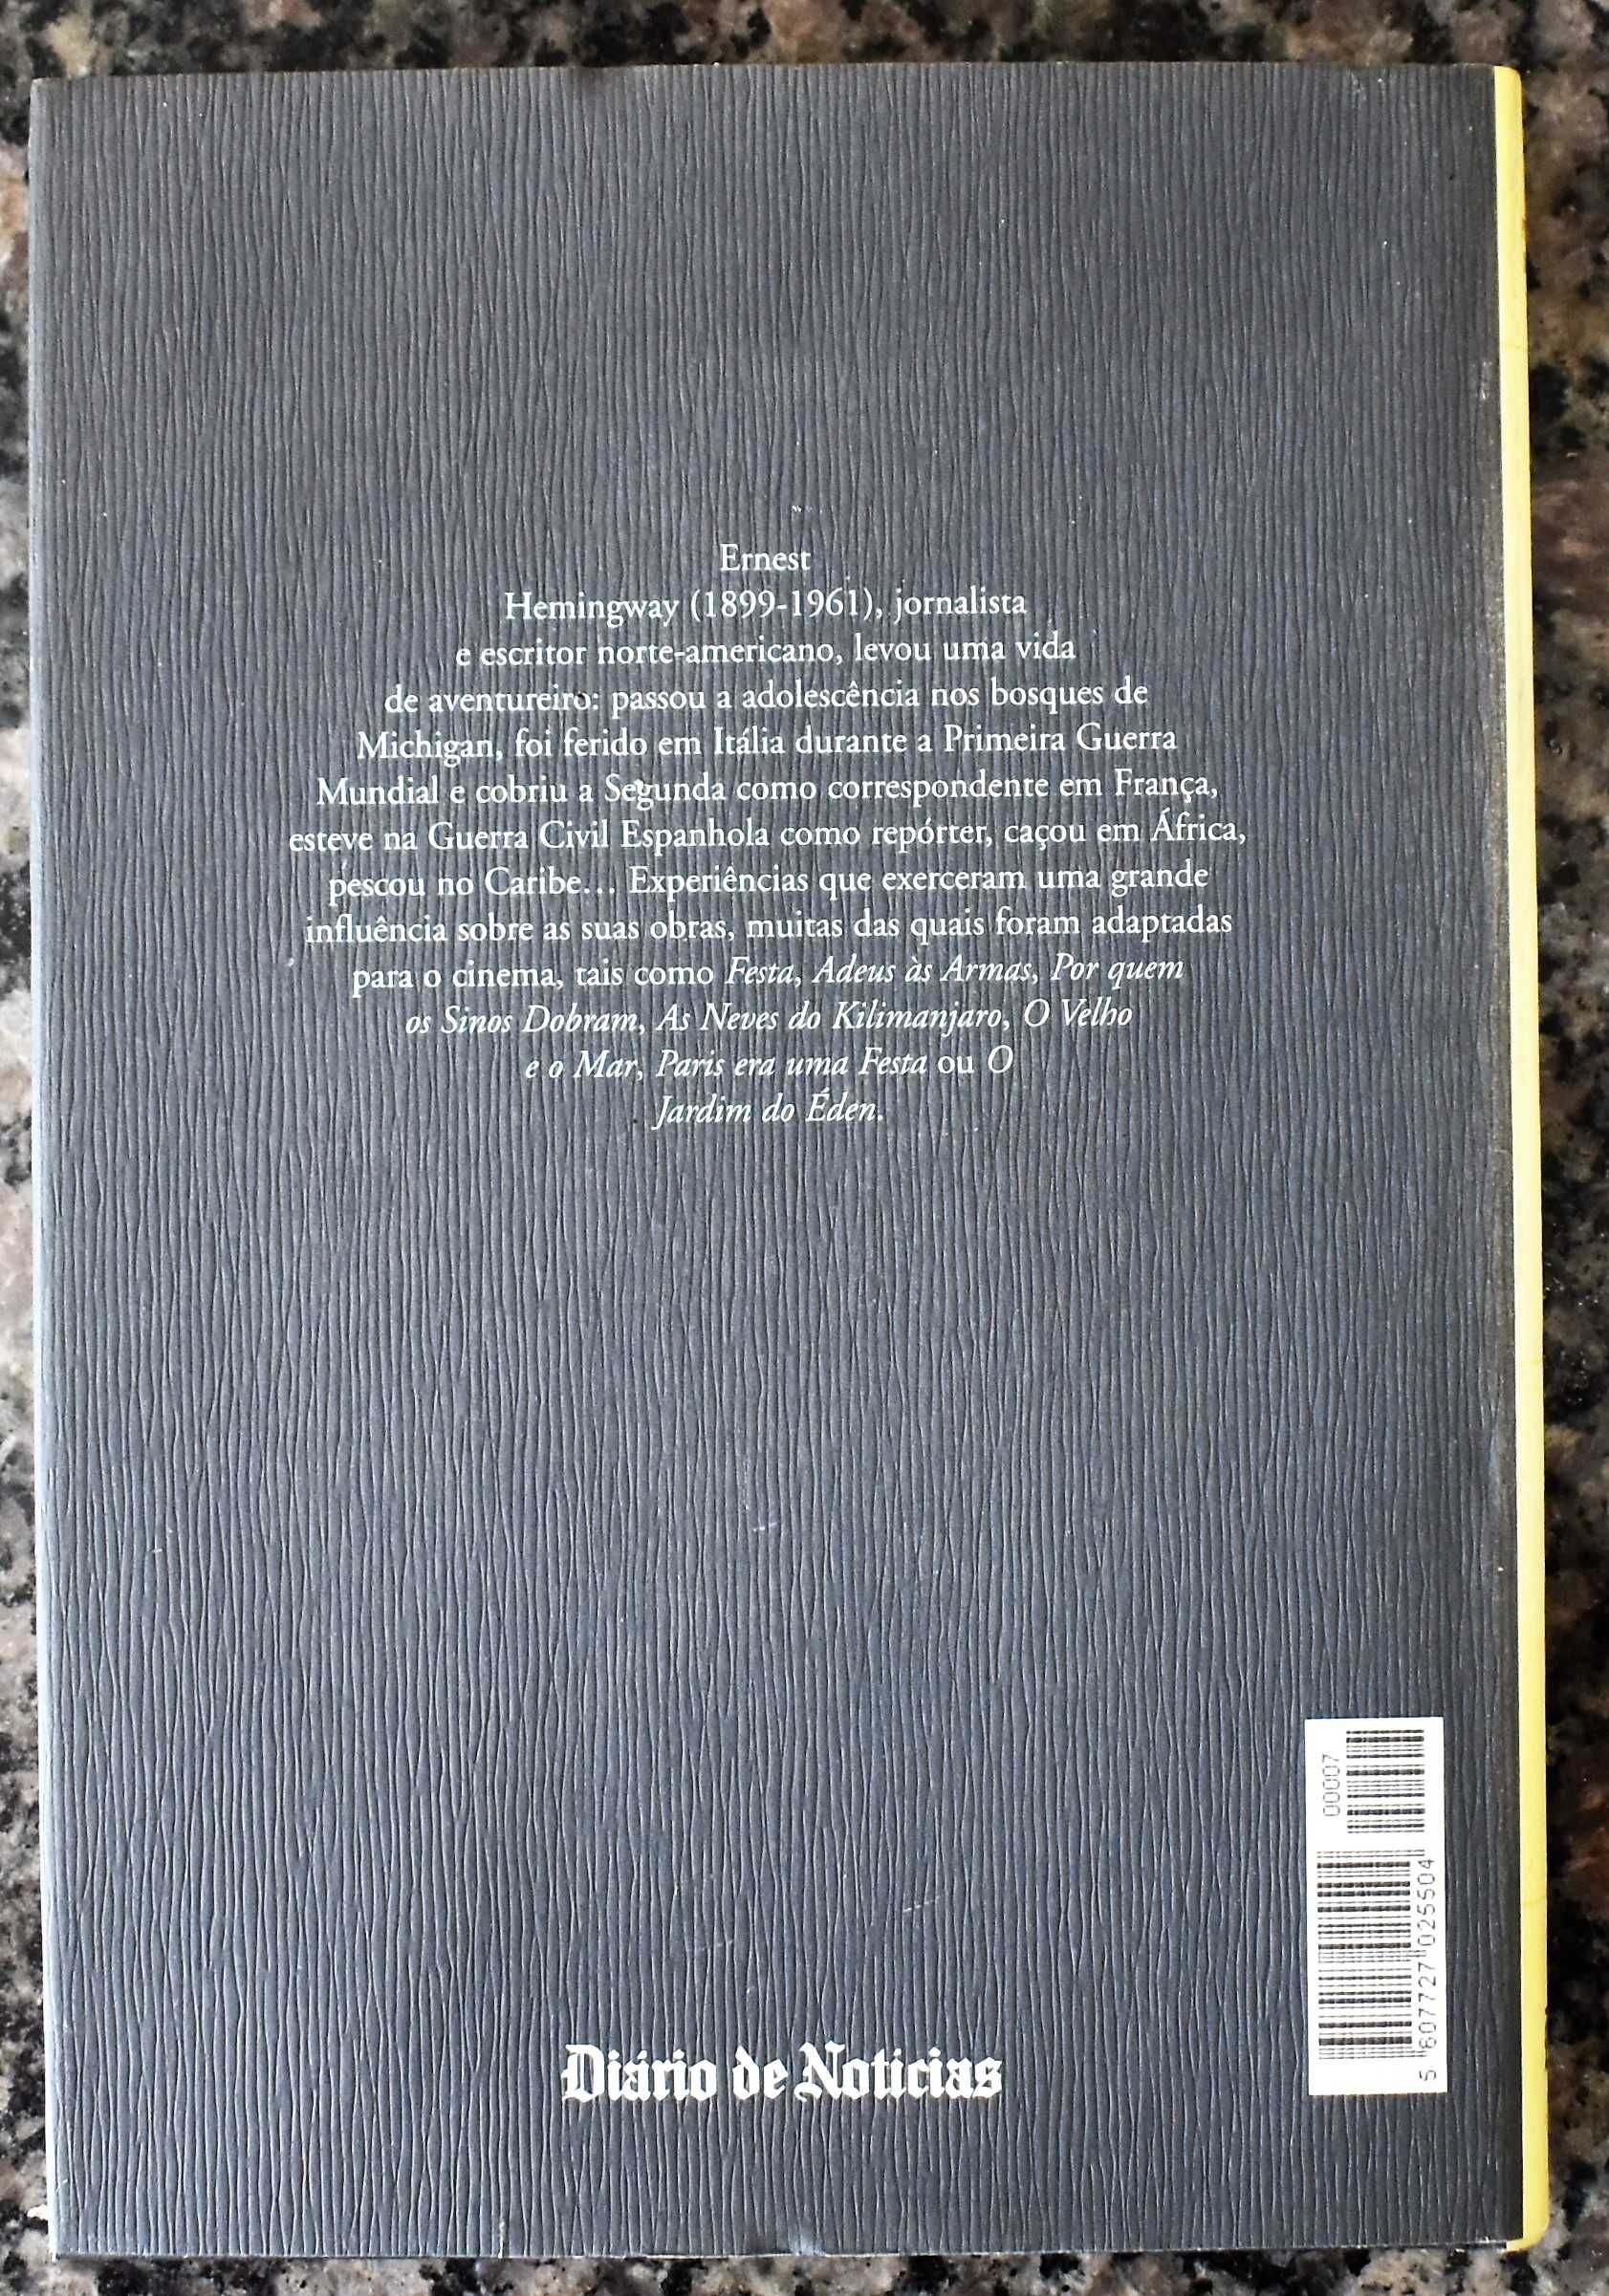 Ernest
Hemingway (1899-1961), jornalista
e escritor norte-americano, levou uma vida
de aventureiro: passou a adolescência nos bosques de
Michigan, foi ferido em Itália durante a Primeira Guerra
Mundial e cobriu a Segunda como correspondente em França,
esteve na Guerra Civil Espanhola como repórter, caçou em África,
pescou no Caribe... Experiências que exerceram uma grande
influência sobre as suas obras, muitas das quais foram adaptadas
para o cinema, tais como Festa, Adeus às Armas, Por quem
os Sinos Dobram, As Neves do Kilimanjaro, O Velho
e o Mar, Paris era uma Festa ou O
Jardim do Éden.
00007
5 607727 025504
Diário de Notícias